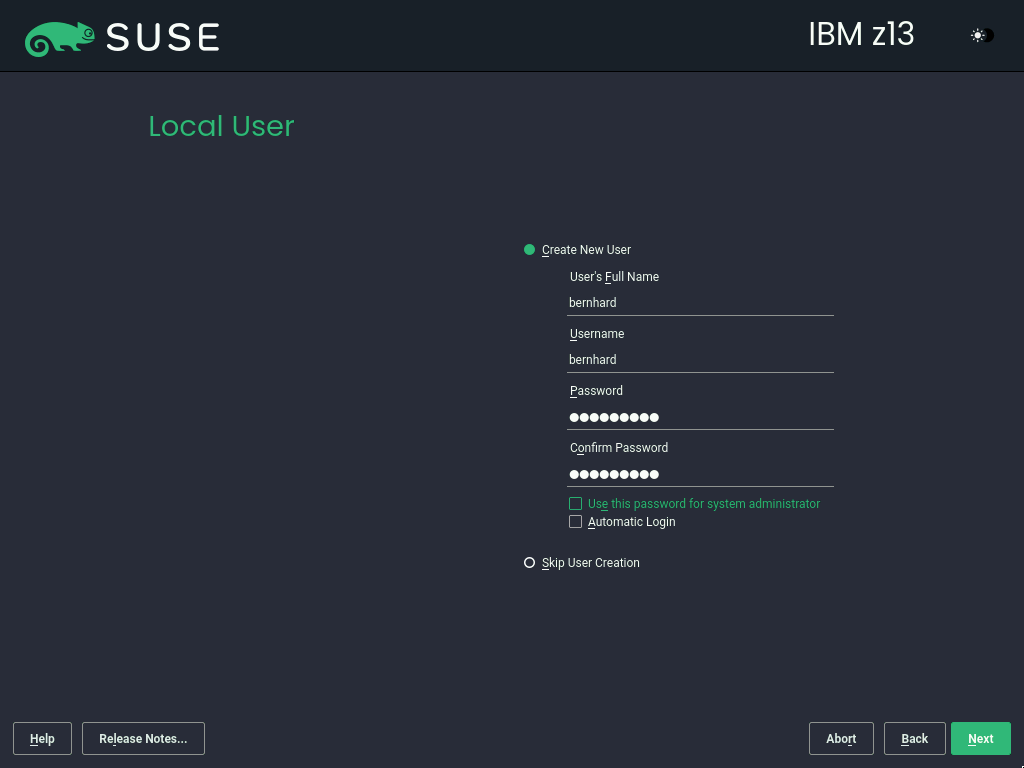 SUSE
IBM z13
Local User
Create New User
User's Full Name
bernhard
Username
bernhard
Password
●●●●●●●●●
Confirm Password
●●●●●●●●●
Use this password for system administrator
Automatic Login
Skip User Creation
Help
Release Notes...
Abort
Back
Next